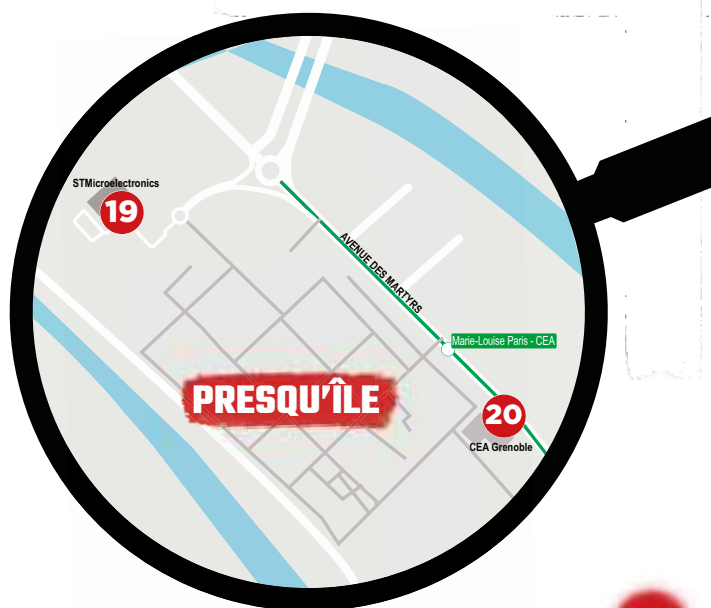 STMicroelectronics
19
AVENUE DES MARTYRS
Marie-Louise Paris - CEA
PRESQU'ÎLE
20
CEA Grenoble